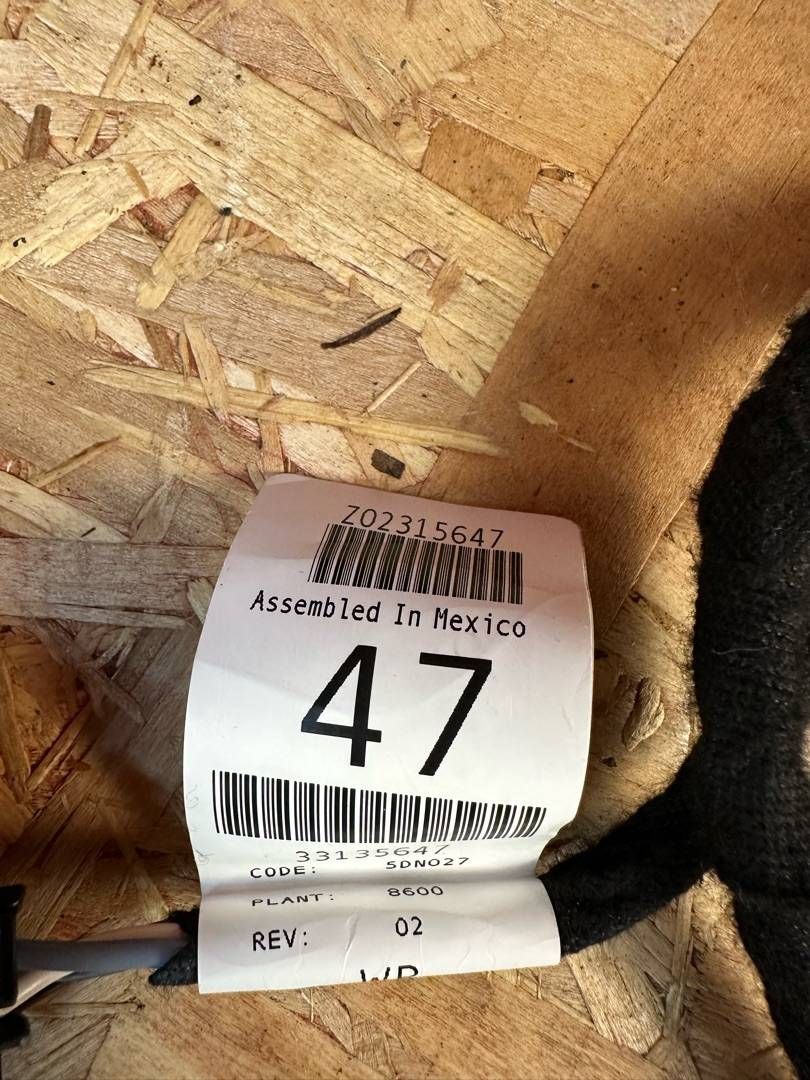 Z02315647
Assembled In Mexico
47
33135647
CODE: 5DN027
PLANT: 8600
REV: 02